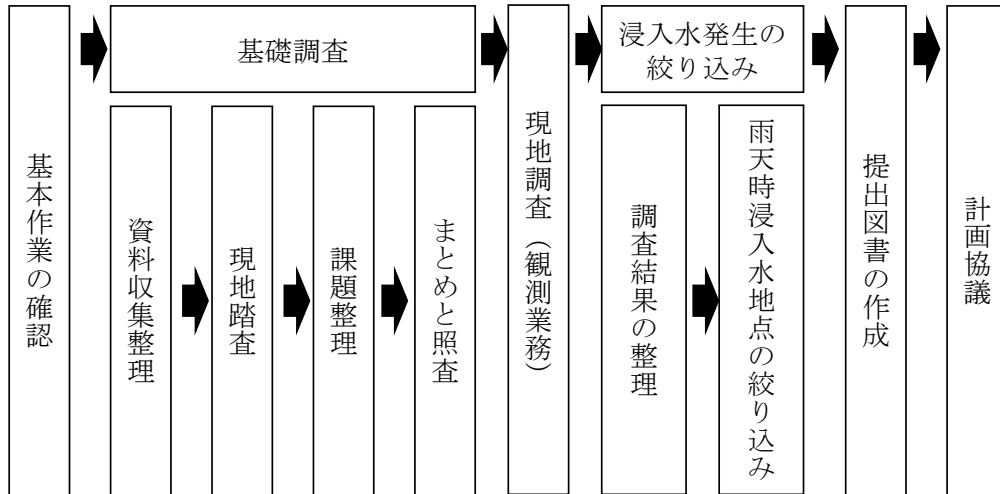 基本作業の確認
基礎調査
資料収集整理
現地踏査
課題整理
まとめと照査
現地調査（観測業務）
浸入水発生の
絞り込み
調査結果の整理
雨天時浸入水地点の絞り込み
提出図書の作成
計画協議